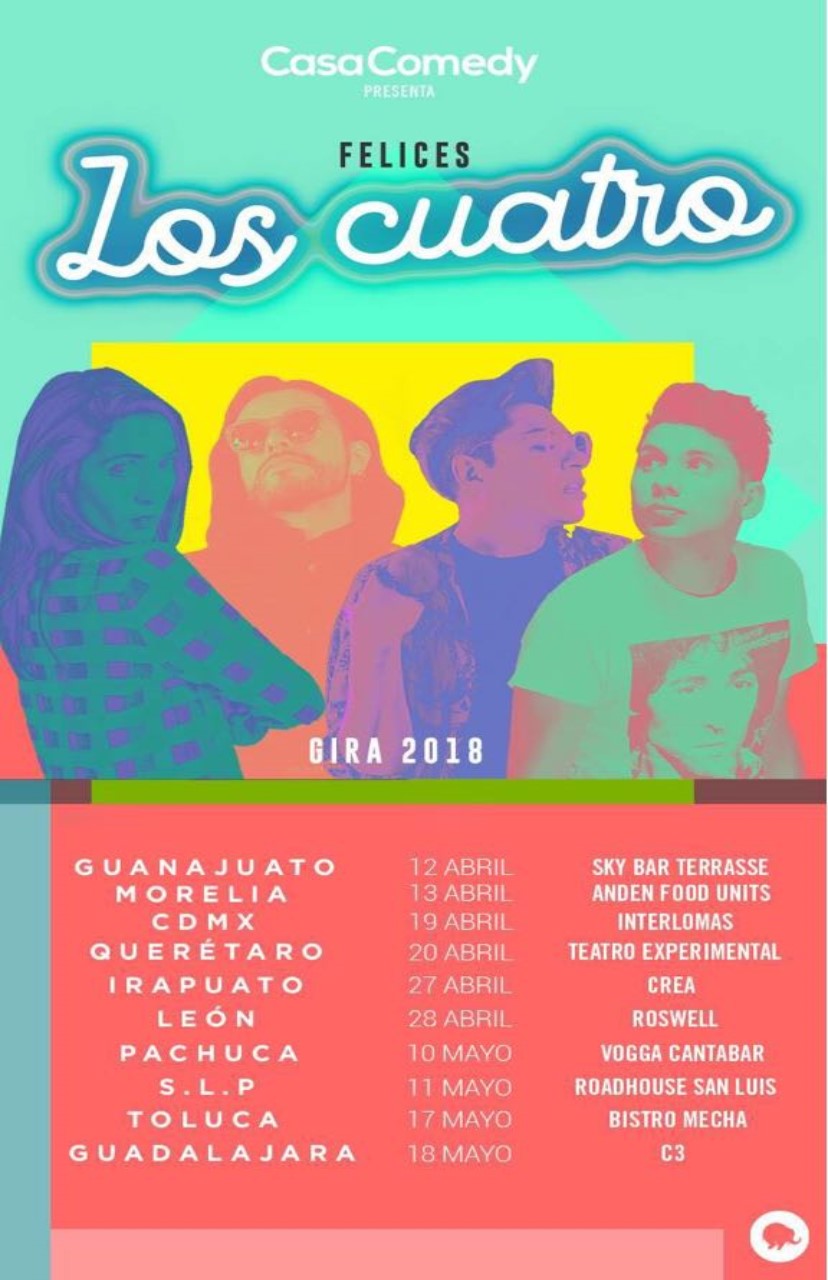 CasaComedy
PRESENTA
FELICES
Los cuatro
GIRA 2018
GUANAJUATO 12 ABRIL SKY BAR TERRASSE
MORELIA 13 ABRIL ANDEN FOOD UNITS
CDMX 19 ABRIL INTERLOMAS
QUERÉTARO 20 ABRIL TEATRO EXPERIMENTAL
IRAPUATO 27 ABRIL CREA
LEÓN 28 ABRIL ROSWELL
PACHUCA 10 MAYO VOGGA CANTABAR
S.L.P 11 MAYO ROADHOUSE SAN LUIS
TOLUCA 17 MAYO BISTRO MECHA
GUADALAJARA 18 MAYO C3